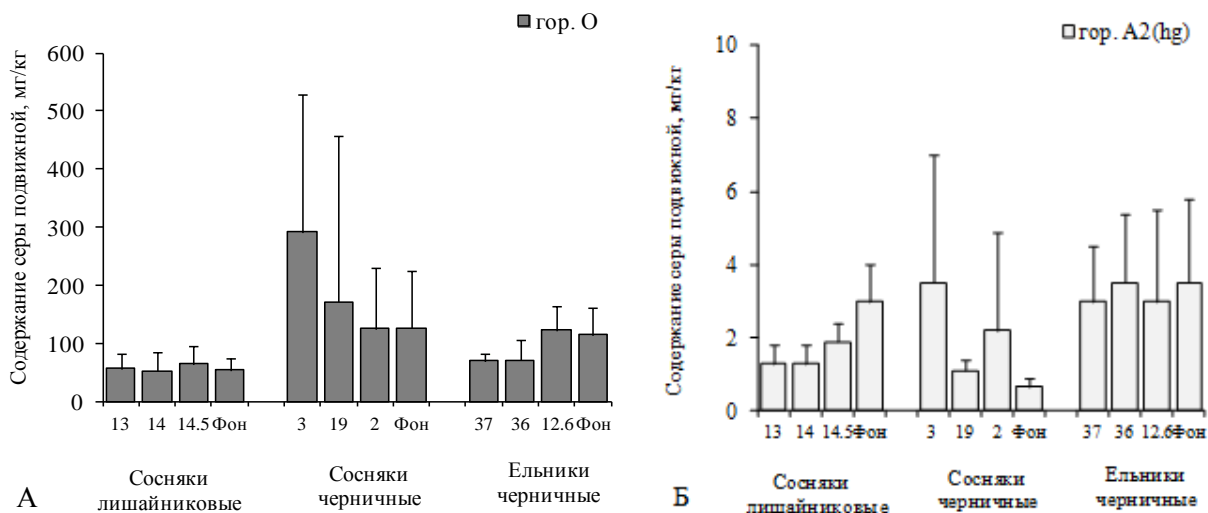 гор. О
Содержание серы подвижной, мг/кг
600
500
400
300
200
100
0
13 14 14.5 Фон 3 19 2 Фон 37 36 12.6 Фон
Сосняки лишайниковые
Сосняки черничные
Ельники черничные
А
гор. А2(hg)
Содержание серы подвижной, мг/кг
10
8
6
4
2
0
13 14 14.5 Фон 3 19 2 Фон 37 36 12.6 Фон
Сосняки лишайниковые
Сосняки черничные
Ельники черничные
Б